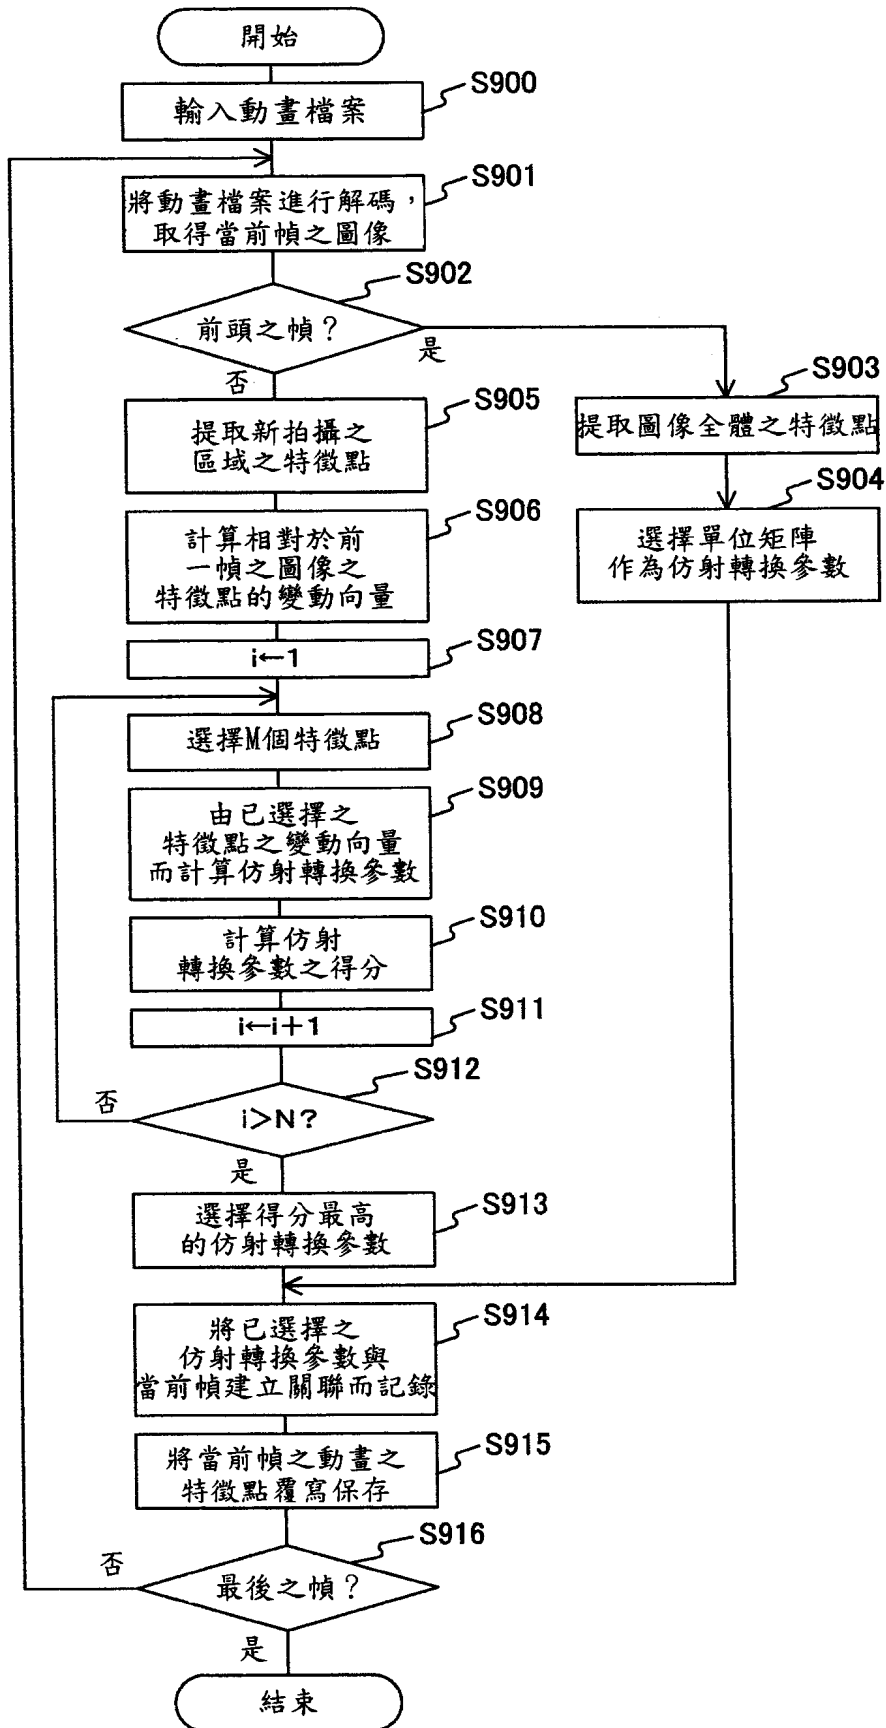 開始
S900
輸入動畫檔案
S901
將動畫檔案進行解碼，
取得當前幀之圖像
S902
前頭之幀？
是
否
S903
提取圖像全體之特徵點
S904
選擇單位矩陣
作為仿射轉換參數
S905
提取新拍攝之
區域之特徵點
S906
計算相對於前
一幀之圖像之
特徵點的變動向量
S907
i←1
S908
選擇M個特徵點
S909
由已選擇之
特徵點之變動向量
而計算仿射轉換參數
S910
計算仿射
轉換參數之得分
S911
i←i＋1
S912
i＞N？
否
是
S913
選擇得分最高
的仿射轉換參數
S914
將已選擇之
仿射轉換參數與
當前幀建立關聯而記錄
S915
將當前幀之動畫之
特徵點覆寫保存
S916
最後之幀？
否
是
結束